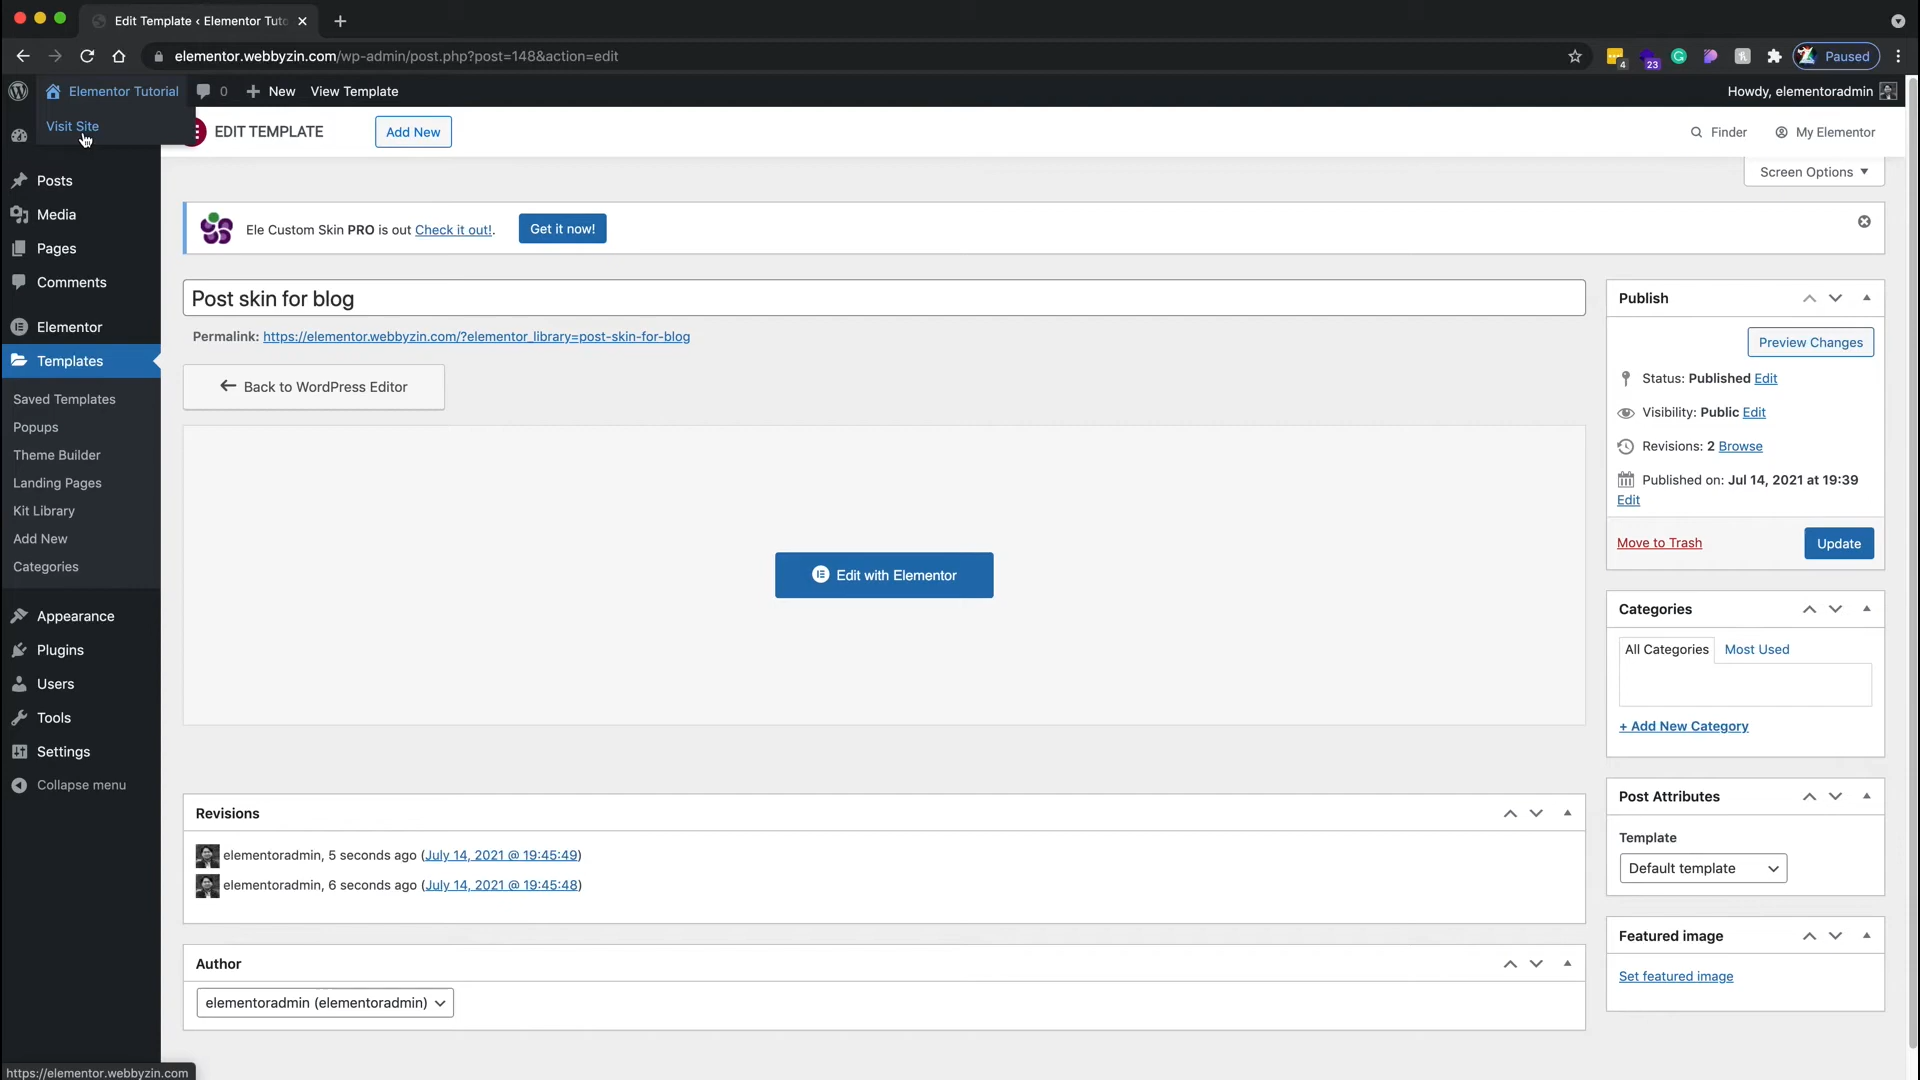 Edit Template ‹ Elementor Tuto
elementor.webbyzin.com/wp-admin/post.php?post=148&action=edit
4
23
Paused
Elementor Tutorial
0
New
View Template
Howdy, elementoradmin
Visit Site
EDIT TEMPLATE
Add New
Finder
My Elementor
Screen Options
Posts
Media
Pages
Comments
Elementor
Templates
Saved Templates
Popups
Theme Builder
Landing Pages
Kit Library
Add New
Categories
Appearance
Plugins
Users
Tools
Settings
Collapse menu
Ele Custom Skin PRO is out Check it out!.
Get it now!
Post skin for blog
Permalink: https://elementor.webbyzin.com/?elementor_library=post-skin-for-blog
Back to WordPress Editor
Edit with Elementor
Revisions
elementoradmin, 5 seconds ago (July 14, 2021 @ 19:45:49)
elementoradmin, 6 seconds ago (July 14, 2021 @ 19:45:48)
Author
elementoradmin (elementoradmin)
Publish
Preview Changes
Status: Published Edit
Visibility: Public Edit
Revisions: 2 Browse
Published on: Jul 14, 2021 at 19:39
Edit
Move to Trash
Update
Categories
All Categories
Most Used
+ Add New Category
Post Attributes
Template
Default template
Featured image
Set featured image
https://elementor.webbyzin.com